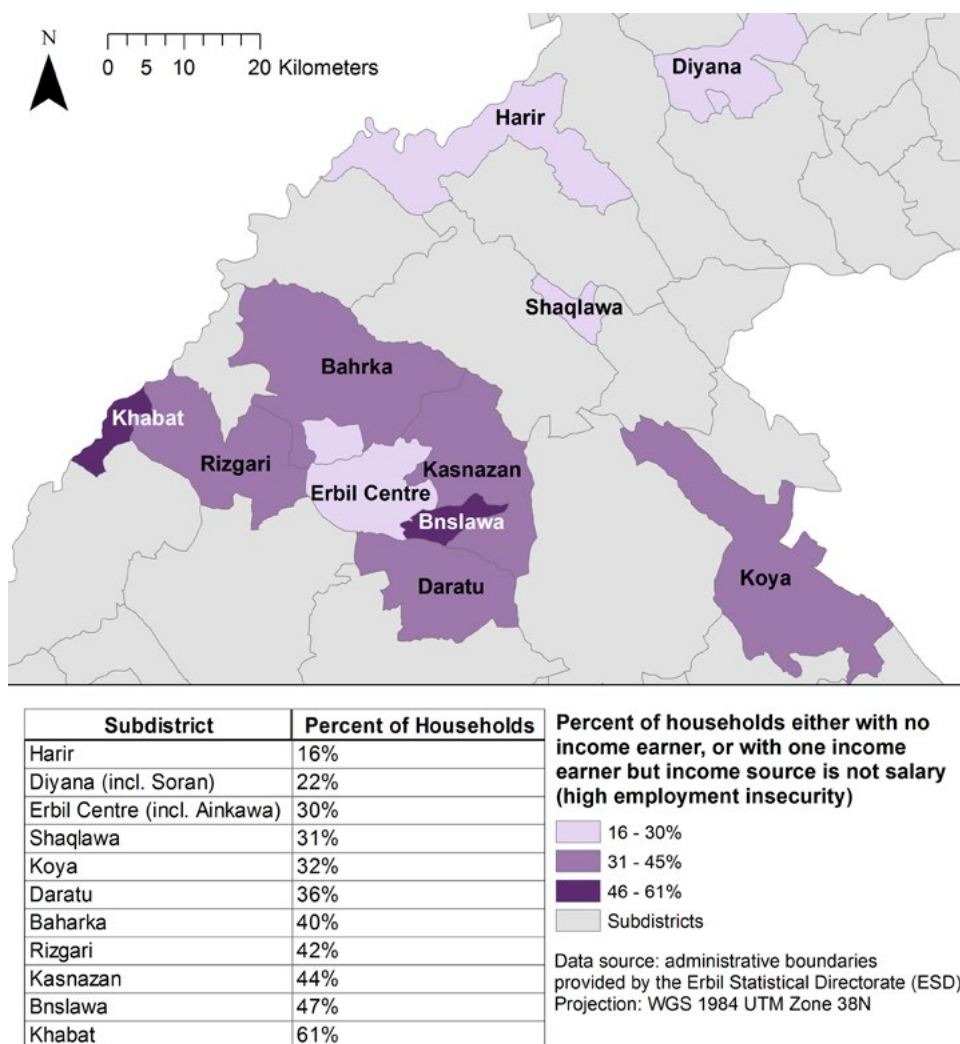 N
0 5 10 20 Kilometers
Diyana
Harir
Shaqlawa
Bahrka
Khabat
Rizgari
Kasnazan
Erbil Centre
Bnslawa
Daratu
Koya
Subdistrict Percent of Households
Harir 16%
Diyana (incl. Soran) 22%
Erbil Centre (incl. Ainkawa) 30%
Shaqlawa 31%
Koya 32%
Daratu 36%
Baharka 40%
Rizgari 42%
Kasnazan 44%
Bnslawa 47%
Khabat 61%
Percent of households either with no
income earner, or with one income
earner but income source is not salary
(high employment insecurity)
16 - 30%
31 - 45%
46 - 61%
Subdistricts
Data source: administrative boundaries
provided by the Erbil Statistical Directorate (ESD)
Projection: WGS 1984 UTM Zone 38N